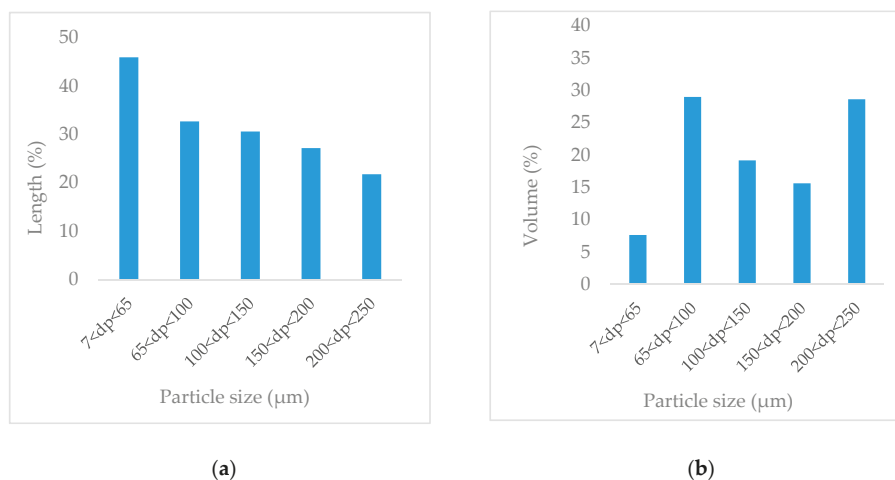 50
40
30
20
10
0
Length (%)
7<dp<65
65<dp<100
100<dp<150
150<dp<200
200<dp<250
Particle size (µm)
(a)
40
35
30
25
20
15
10
5
0
Volume (%)
7<dp<65
65<dp<100
100<dp<150
150<dp<200
200<dp<250
Particle size (µm)
(b)